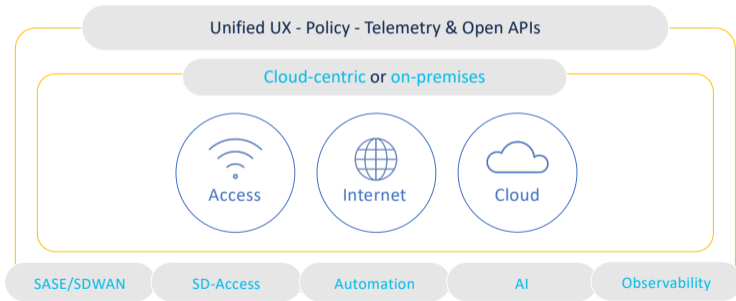 Unified UX - Policy - Telemetry & Open APIs
Cloud-centric or on-premises
Access
Internet
Cloud
SASE/SDWAN
SD-Access
Automation
AI
Observability